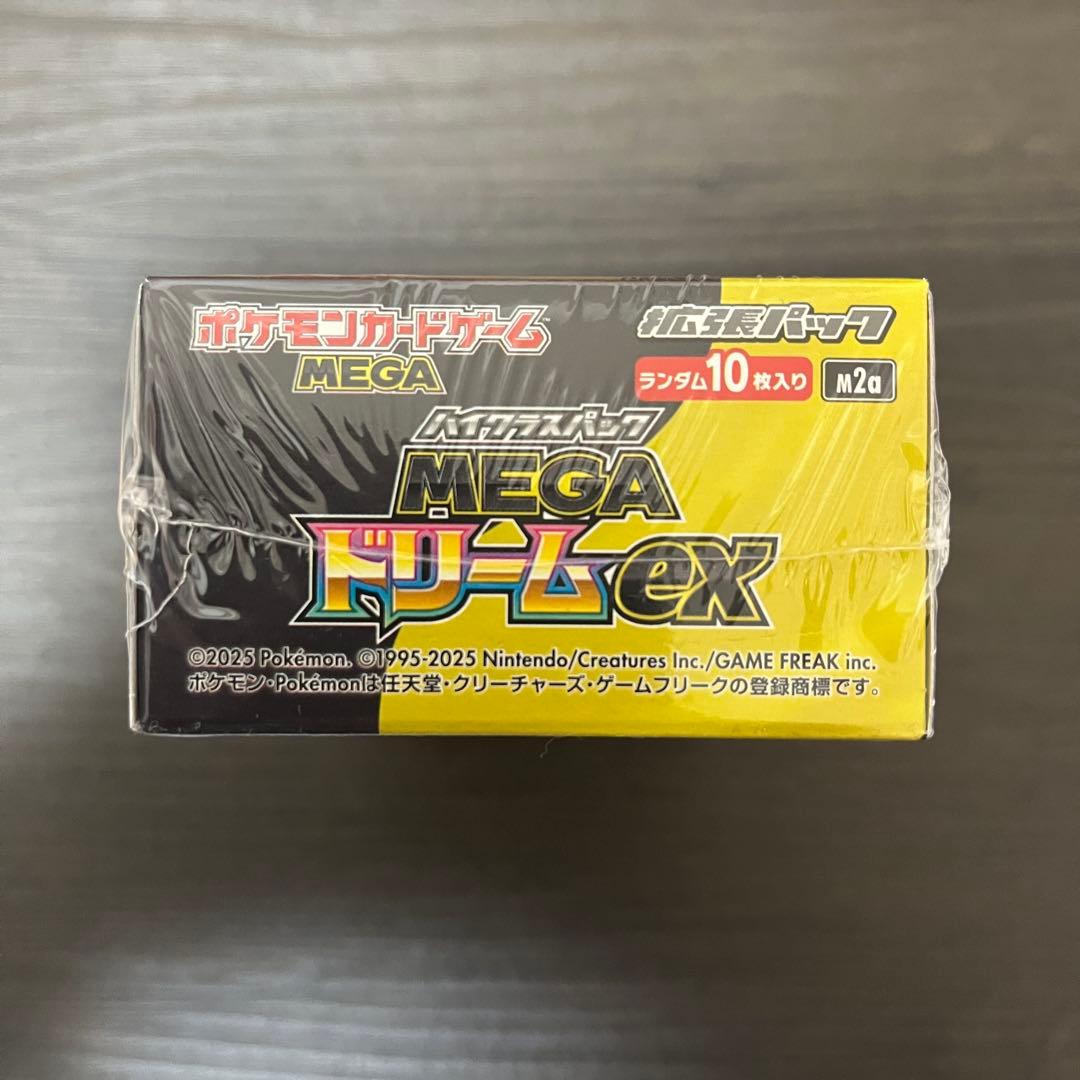 ポケモンカードゲーム™
MEGA
拡張パック
ランダム10枚入り
M2a
ハイクラスパック
MEGA
ドリームex
©2025 Pokémon. ©1995-2025 Nintendo/Creatures Inc./GAME FREAK inc.
ポケモン・Pokémonは任天堂・クリーチャーズ・ゲームフリークの登録商標です。